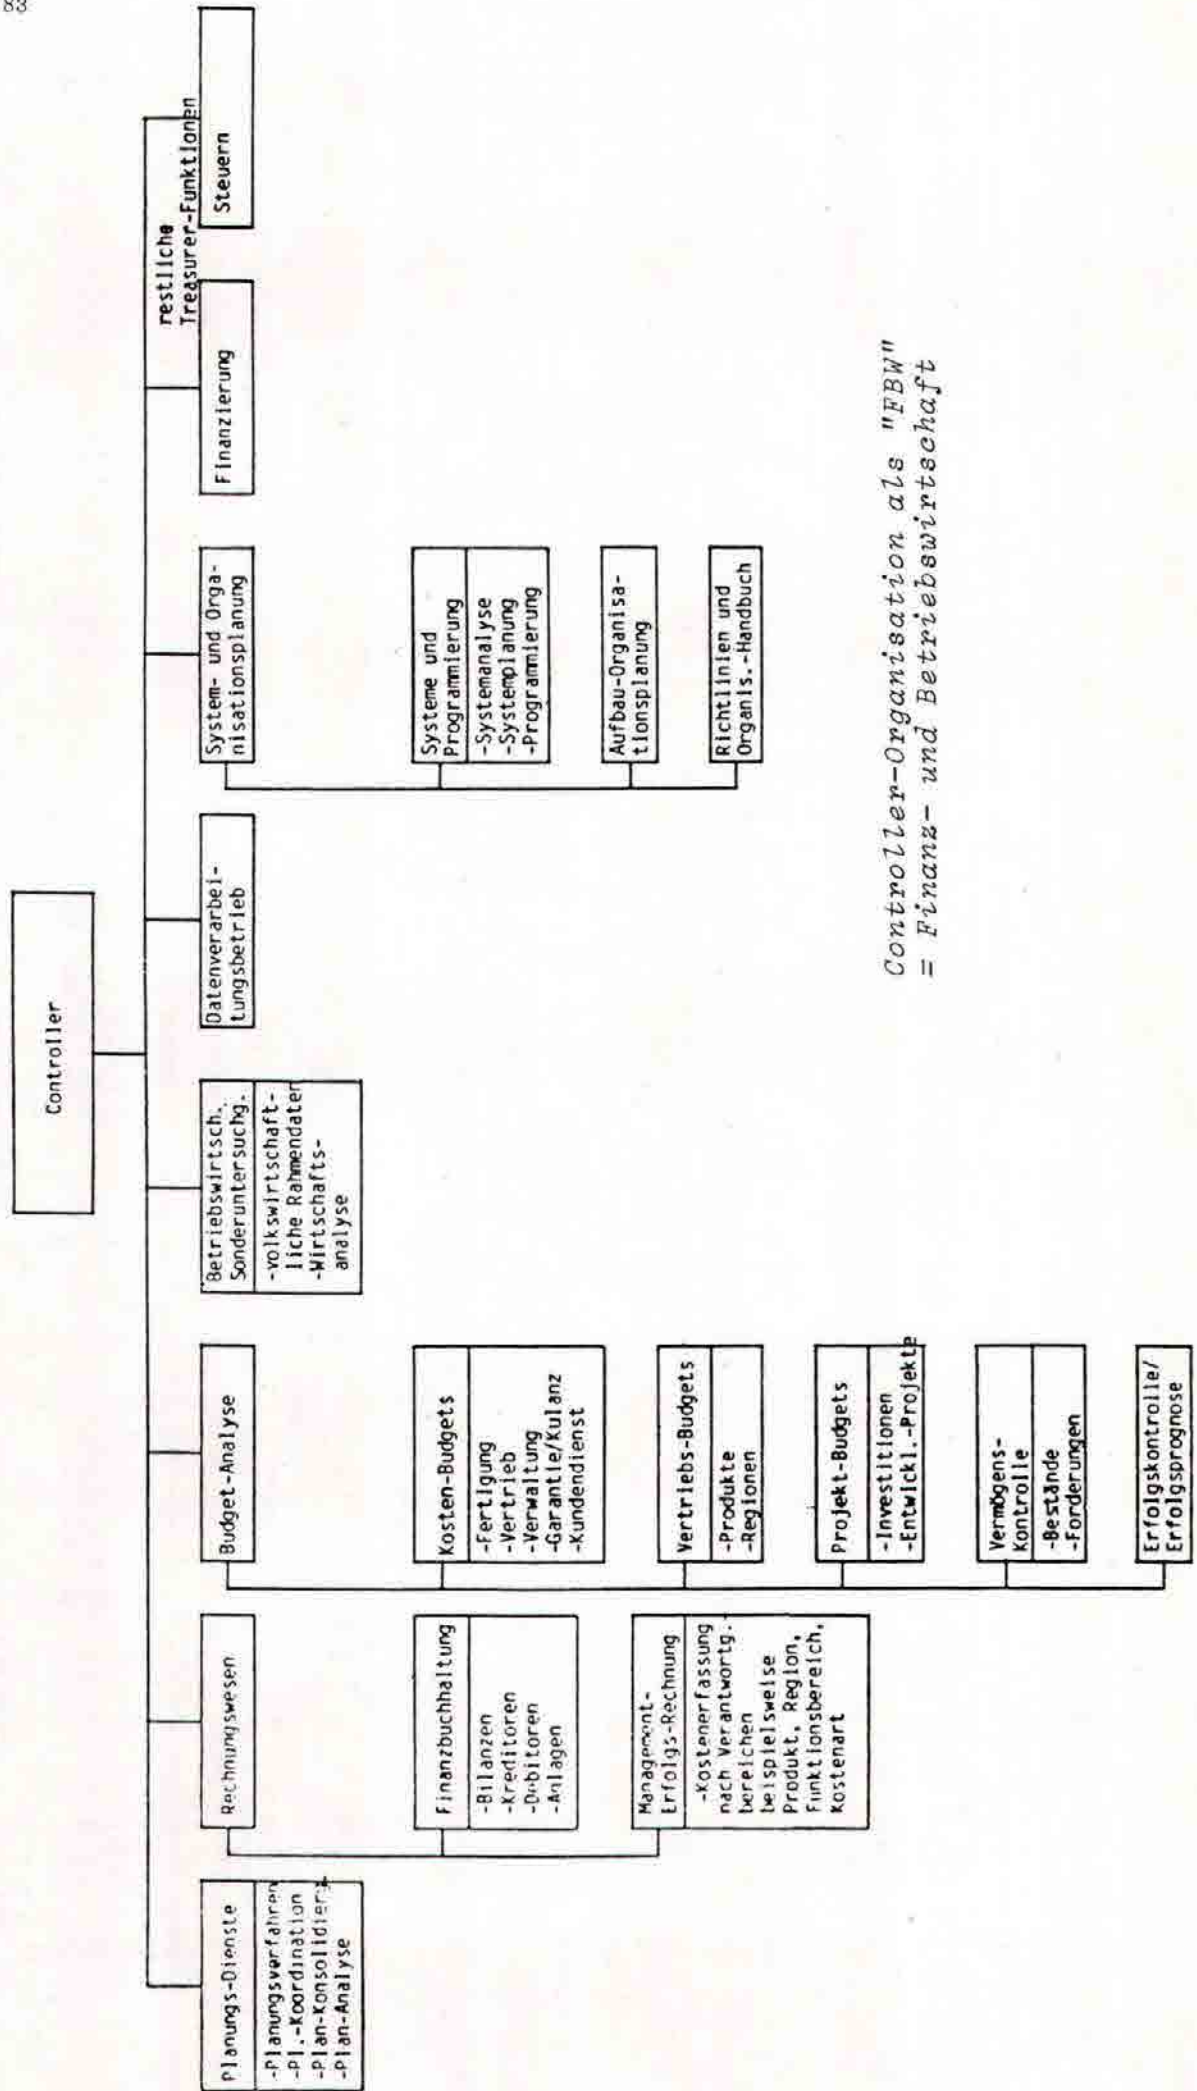 83
Controller
Planungs-Dienste
-Planungsverfahren
-Pl.-Koordination
-Plan-Konsolidierg.
-Plan-Analyse
Rechnungswesen
Finanzbuchhaltung
-Bilanzen
-Kreditoren
-Debitoren
-Anlagen
Management-
Erfolgs-Rechnung
-Kostenerfassung
nach Verantwortg.-
bereichen
beispielsweise
Produkt, Region,
Funktionsbereich,
Kostenart
Budget-Analyse
Kosten-Budgets
-Fertigung
-Vertrieb
-Verwaltung
-Garantie/Kulanz
-Kundendienst
Vertriebs-Budgets
-Produkte
-Regionen
Projekt-Budgets
-Investitionen
-Entwickl.-Projekte
Vermögens-
Kontrolle
-Bestände
-Forderungen
Erfolgskontrolle/
Erfolgsprognose
Betriebswirtsch.
Sonderuntersuchg.
-volkswirtschaft-
liche Rahmendaten
-Wirtschafts-
analyse
Datenverarbei-
tungsbetrieb
System- und Orga-
nisationsplanung
Systeme und
Programmierung
-Systemanalyse
-Systemplanung
-Programmierung
Aufbau-Organisa-
tionsplanung
Richtlinien und
Organis.-Handbuch
restliche
Treasurer-Funktionen
Finanzierung
Steuern
Controller-Organisation als "FBW"
= Finanz- und Betriebswirtschaft